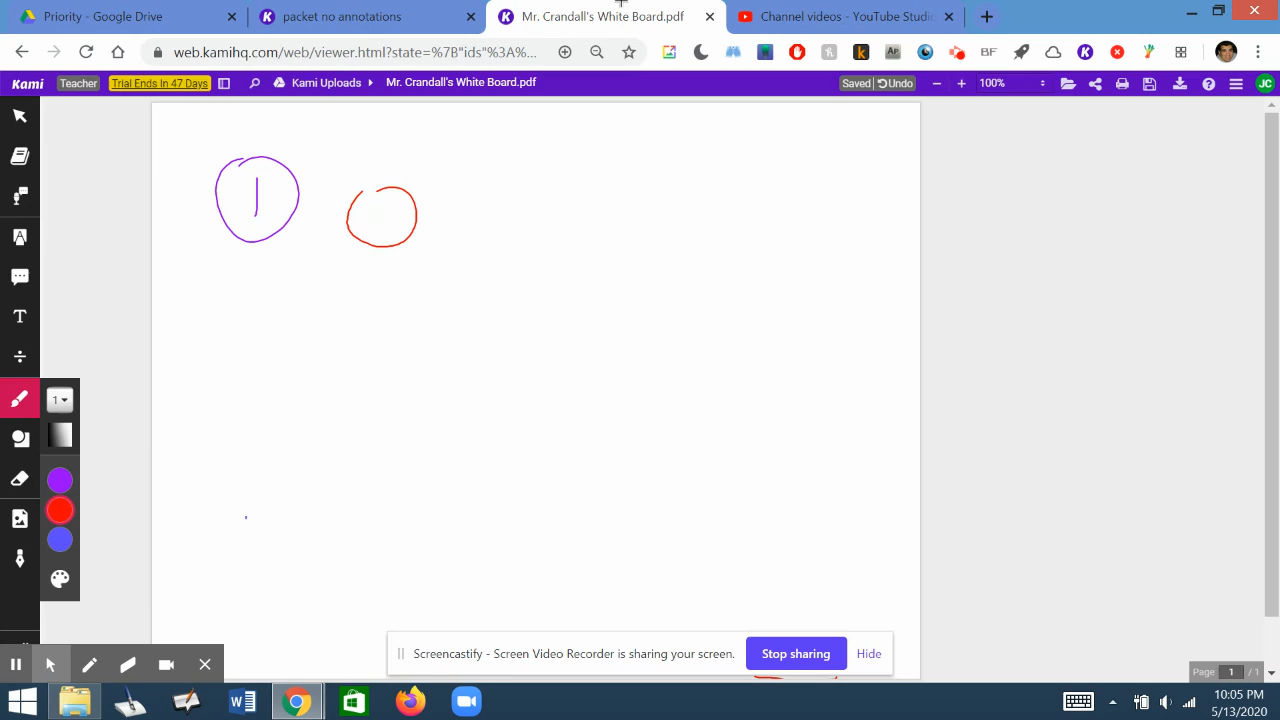 Priority - Google Drive
packet no annotations
Mr. Crandall's White Board.pdf
Channel videos - YouTube Studio
web.kamihq.com/web/viewer.html?state=%7B"ids"%3A%...
BF
Kami
Teacher
Trial Ends In 47 Days
Kami Uploads
Mr. Crandall's White Board.pdf
Saved
Undo
100%
JC
1
1
Screencastify - Screen Video Recorder is sharing your screen.
Stop sharing
Hide
Page
1
/ 1
10:05 PM
5/13/2020